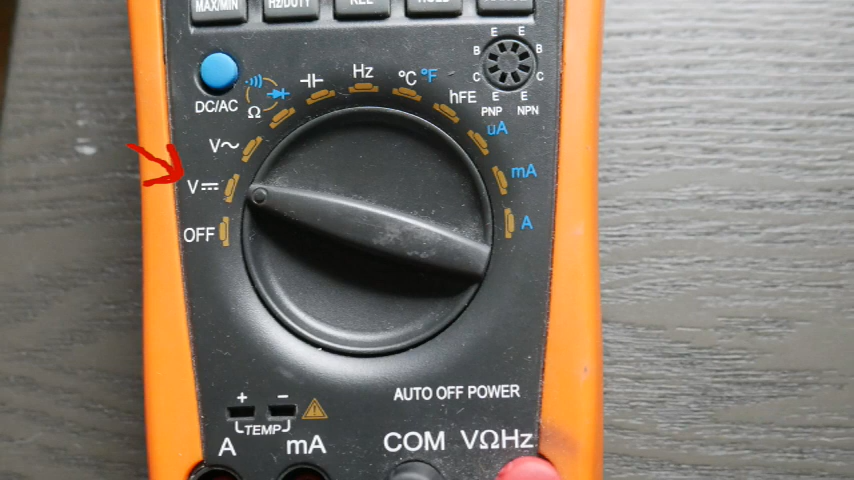 MAX/MIN Hz/DUTY REL HOLD
DC/AC
Ω
Hz
°C °F
hFE
E E
B B
C C
E E
PNP NPN
uA
mA
A
V~
V⎓
OFF
AUTO OFF POWER
+ −
TEMP
A mA COM VΩHz